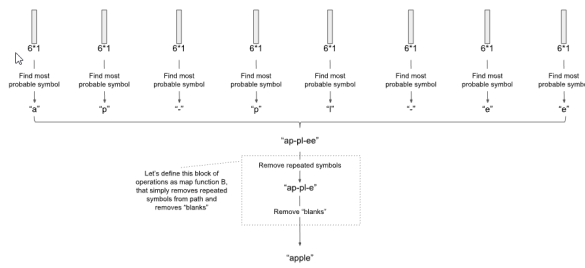 6*1 6*1 6*1 6*1 6*1 6*1 6*1 6*1
Find most Find most Find most Find most Find most Find most Find most Find most
probable symbol probable symbol probable symbol probable symbol probable symbol probable symbol probable symbol probable symbo
"a" "p" "-" "p" "l" "-" "e" "e"
"ap-pl-ee"
Remove repeated symbols
Let's define this block of
operations as map function B,
that simply removes repeated
symbols from path and
removes "blanks"
"ap-pl-e"
Remove "blanks"
"apple"